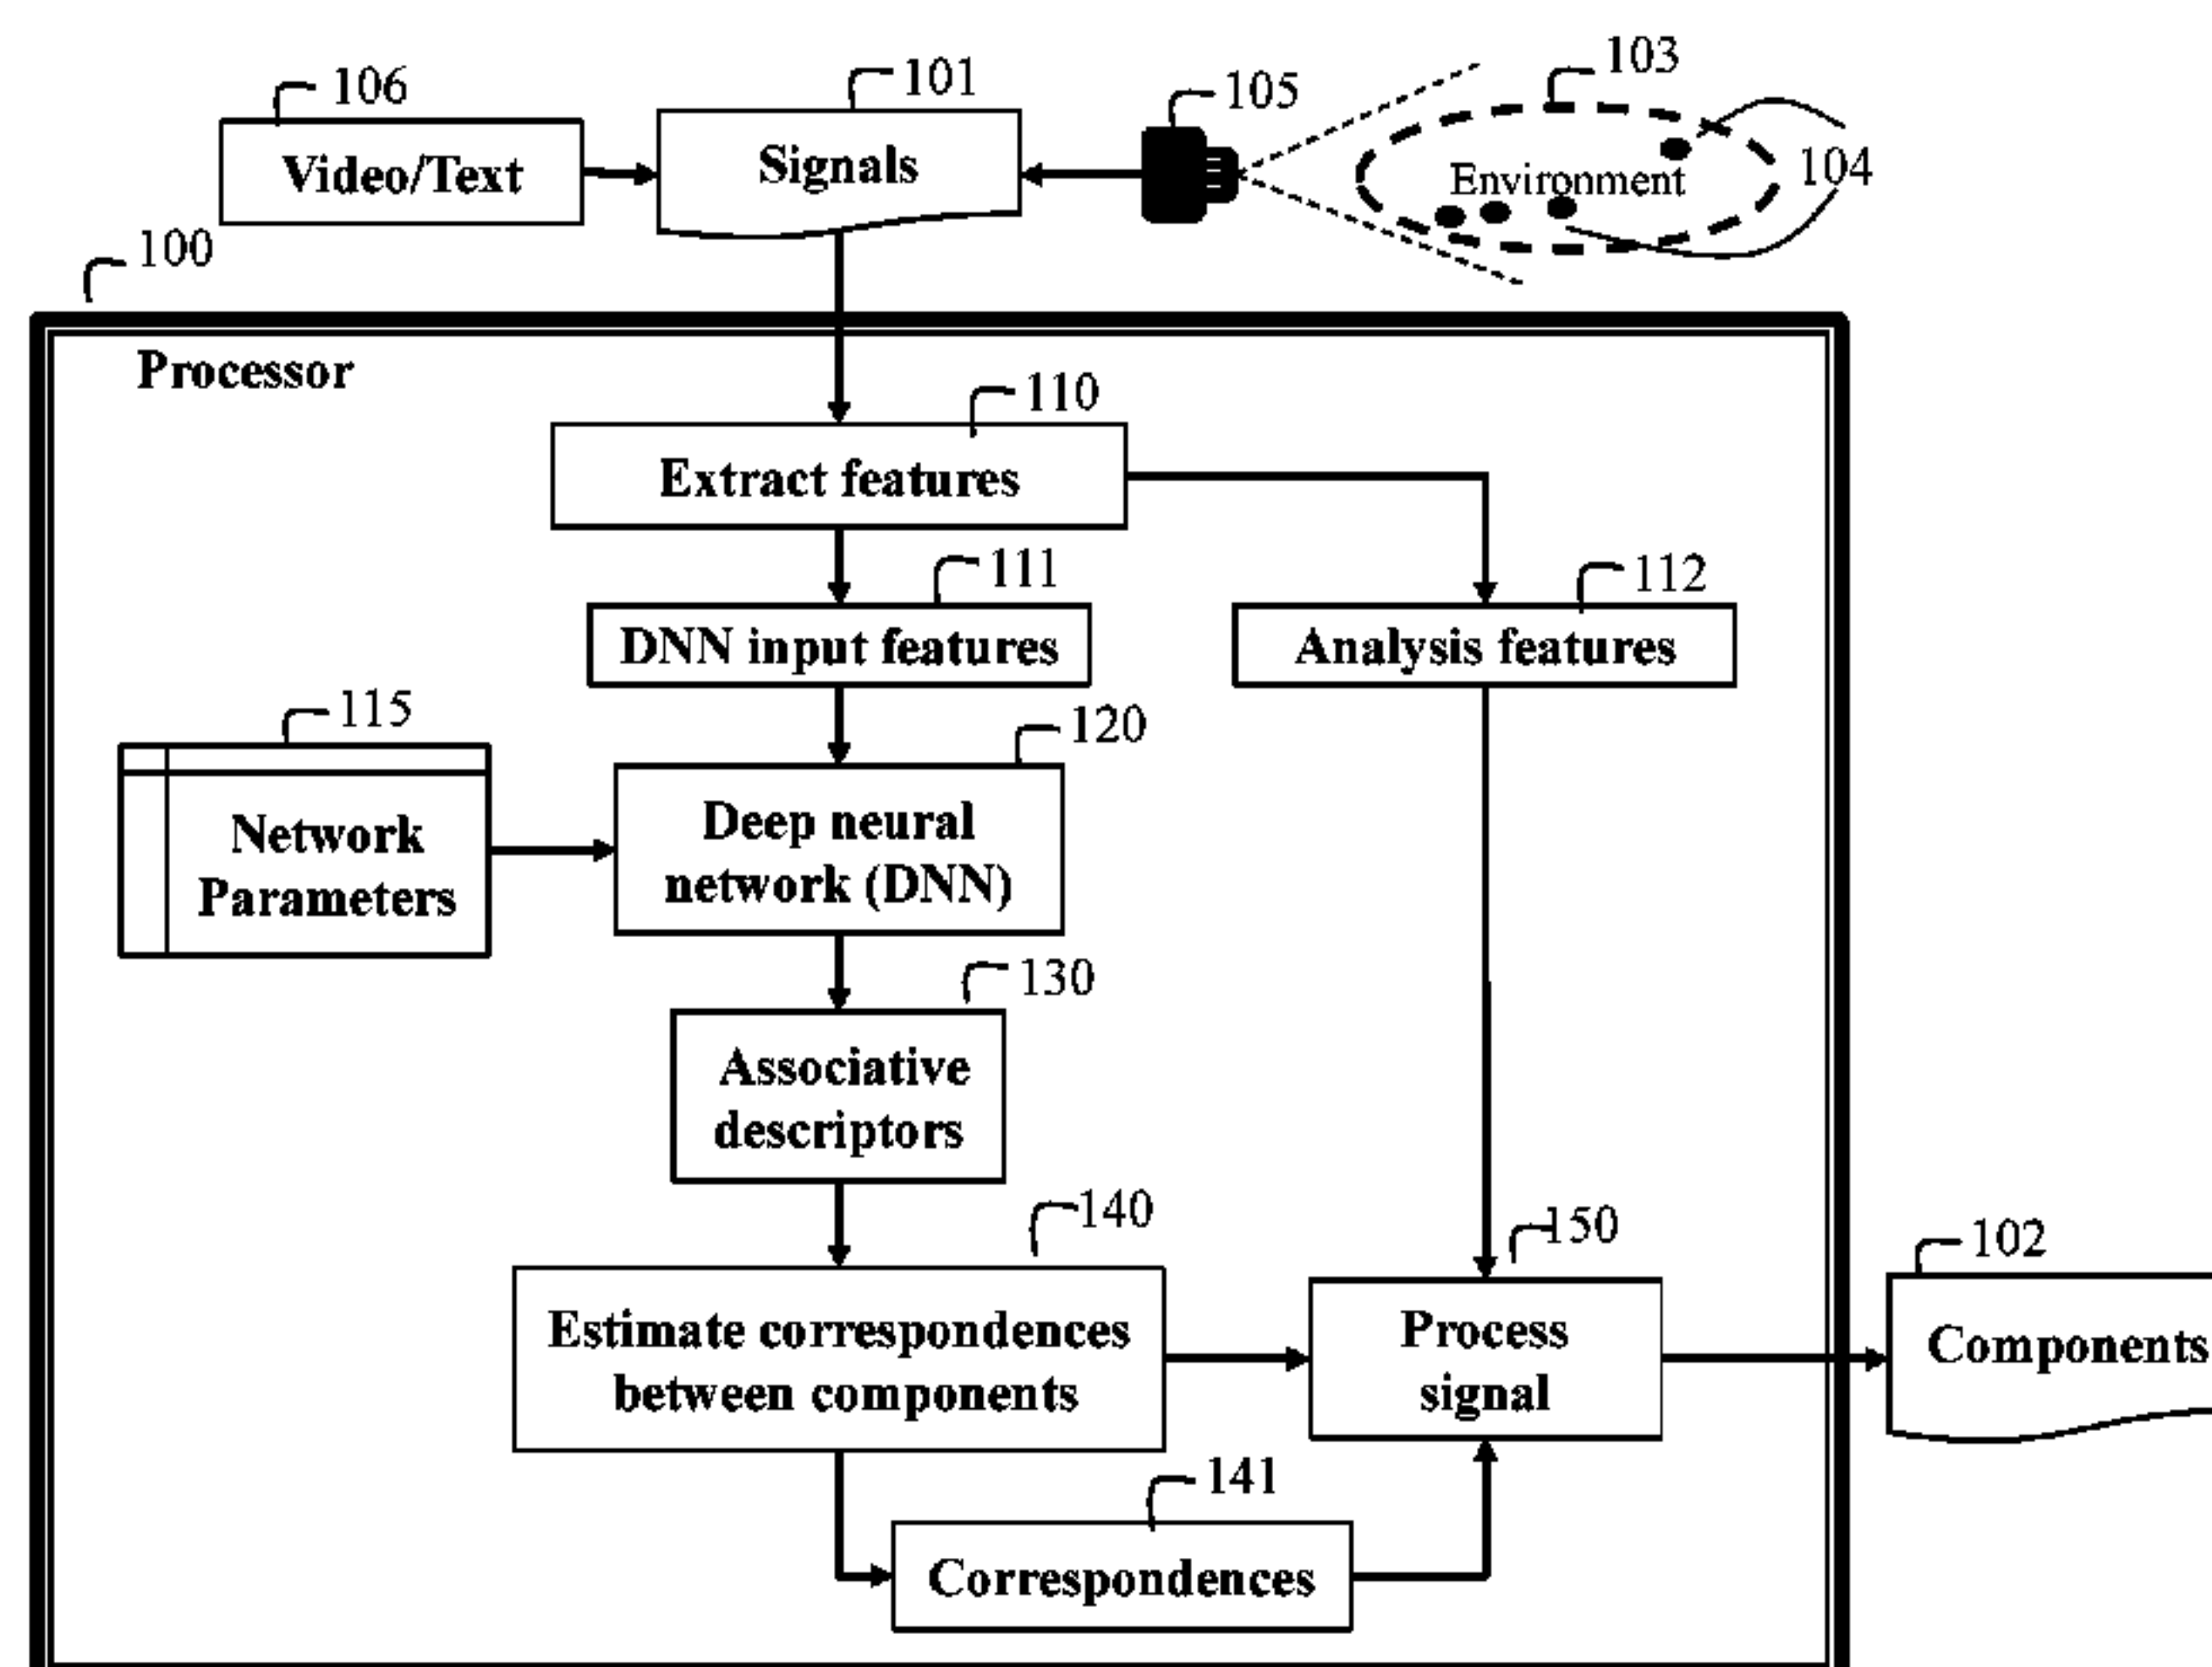 106
101
105
103
Video/Text
Signals
Environment
104
100
Processor
110
Extract features
111
112
DNN input features
Analysis features
115
120
Network
Parameters
Deep neural
network (DNN)
130
Associative
descriptors
140
150
102
Estimate correspondences
between components
Process
signal
Components
141
Correspondences